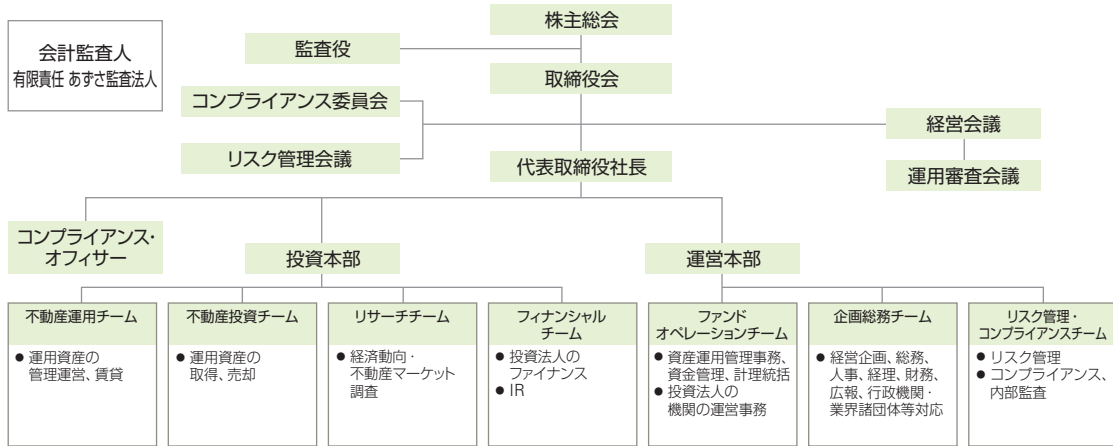 株主総会
会計監査人
有限責任 あずさ監査法人
監査役
取締役会
コンプライアンス委員会
経営会議
リスク管理会議
代表取締役社長
運用審査会議
コンプライアンス・
オフィサー
投資本部
運営本部
不動産運用チーム
● 運用資産の
管理運営、賃貸
不動産投資チーム
● 運用資産の
取得、売却
リサーチチーム
● 経済動向・
不動産マーケット
調査
フィナンシャル
チーム
● 投資法人の
ファイナンス
● IR
ファンド
オペレーションチーム
● 資産運用管理事務、
資金管理、計理統括
● 投資法人の
機関の運営事務
企画総務チーム
● 経営企画、総務、
人事、経理、財務、
広報、行政機関・
業界諸団体等対応
リスク管理・
コンプライアンスチーム
● リスク管理
● コンプライアンス、
内部監査